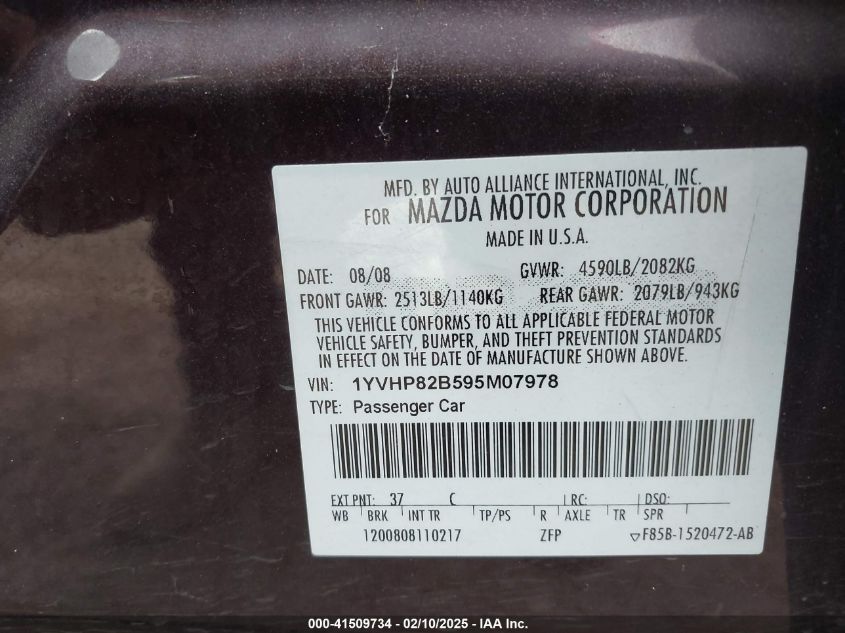 MFD. BY AUTO ALLIANCE INTERNATIONAL, INC.
FOR MAZDA MOTOR CORPORATION
MADE IN U.S.A.
DATE: 08/08 GVWR: 4590LB/2082KG
FRONT GAWR: 2513LB/1140KG REAR GAWR: 2079LB/943KG
THIS VEHICLE CONFORMS TO ALL APPLICABLE FEDERAL MOTOR
VEHICLE SAFETY, BUMPER, AND THEFT PREVENTION STANDARDS
IN EFFECT ON THE DATE OF MANUFACTURE SHOWN ABOVE.
VIN: 1YVHP82B595M07978
TYPE: Passenger Car
EXT PNT: 37 C RC: DSO:
WB BRK INT TR TP/PS R AXLE TR SPR
1200808110217 ZFP ▽F85B-1520472-AB
000-41509734 - 02/10/2025 - IAA Inc.